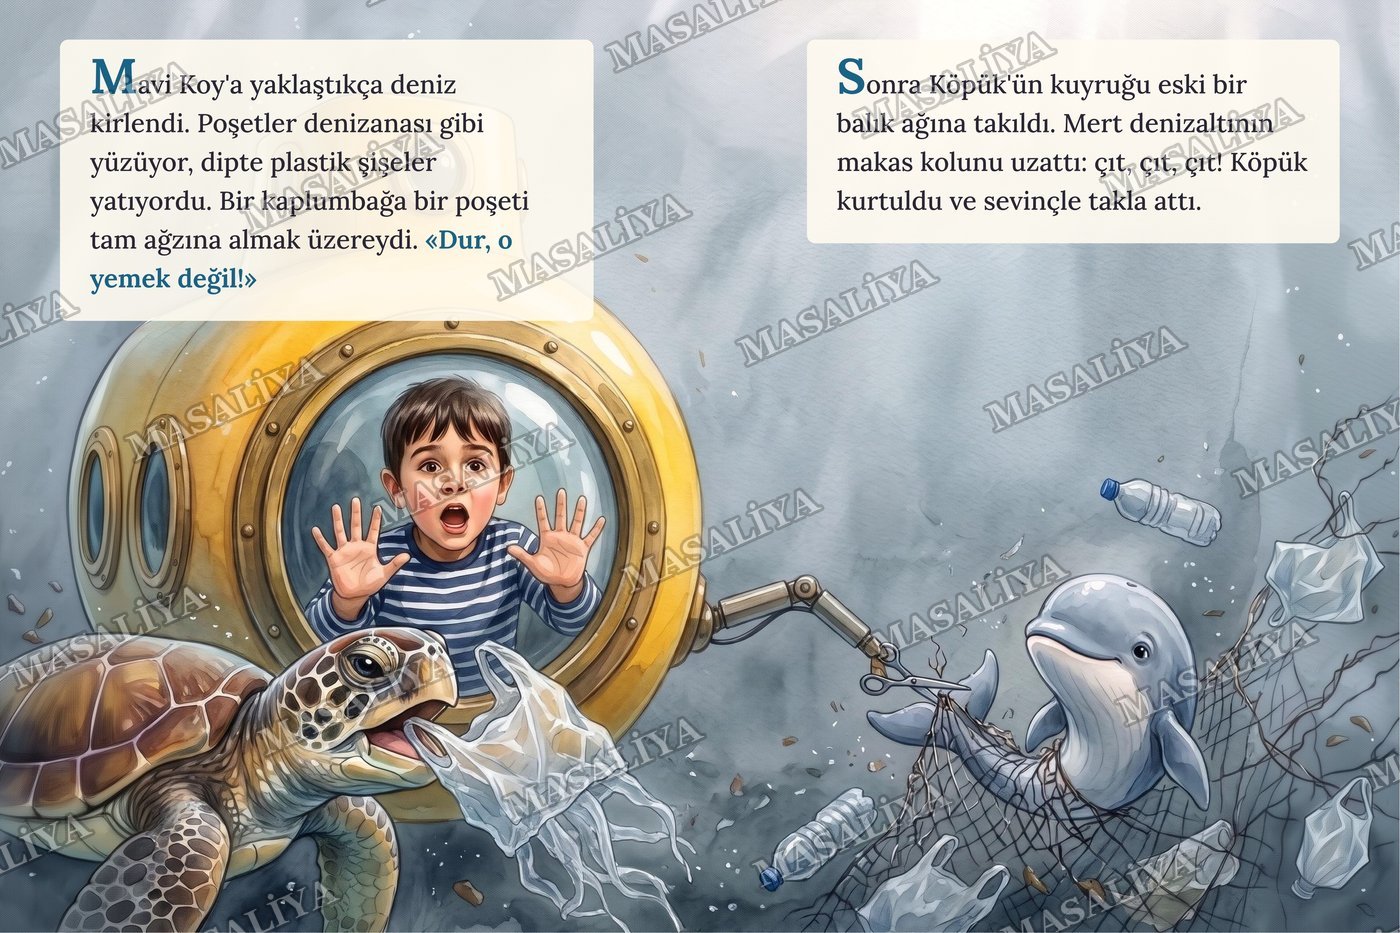 Mavi Koy'a yaklaştıkça deniz
kirlendi. Poşetler denizanası gibi
yüzüyor, dipte plastik şişeler
yatıyordu. Bir kaplumbağa bir poşeti
tam ağzına almak üzereydi. «Dur, o
yemek değil!»
Sonra Köpük'ün kuyruğu eski bir
balık ağına takıldı. Mert denizaltının
makas kolunu uzattı: çıt, çıt, çıt! Köpük
kurtuldu ve sevinçle takla attı.
MASALİYA